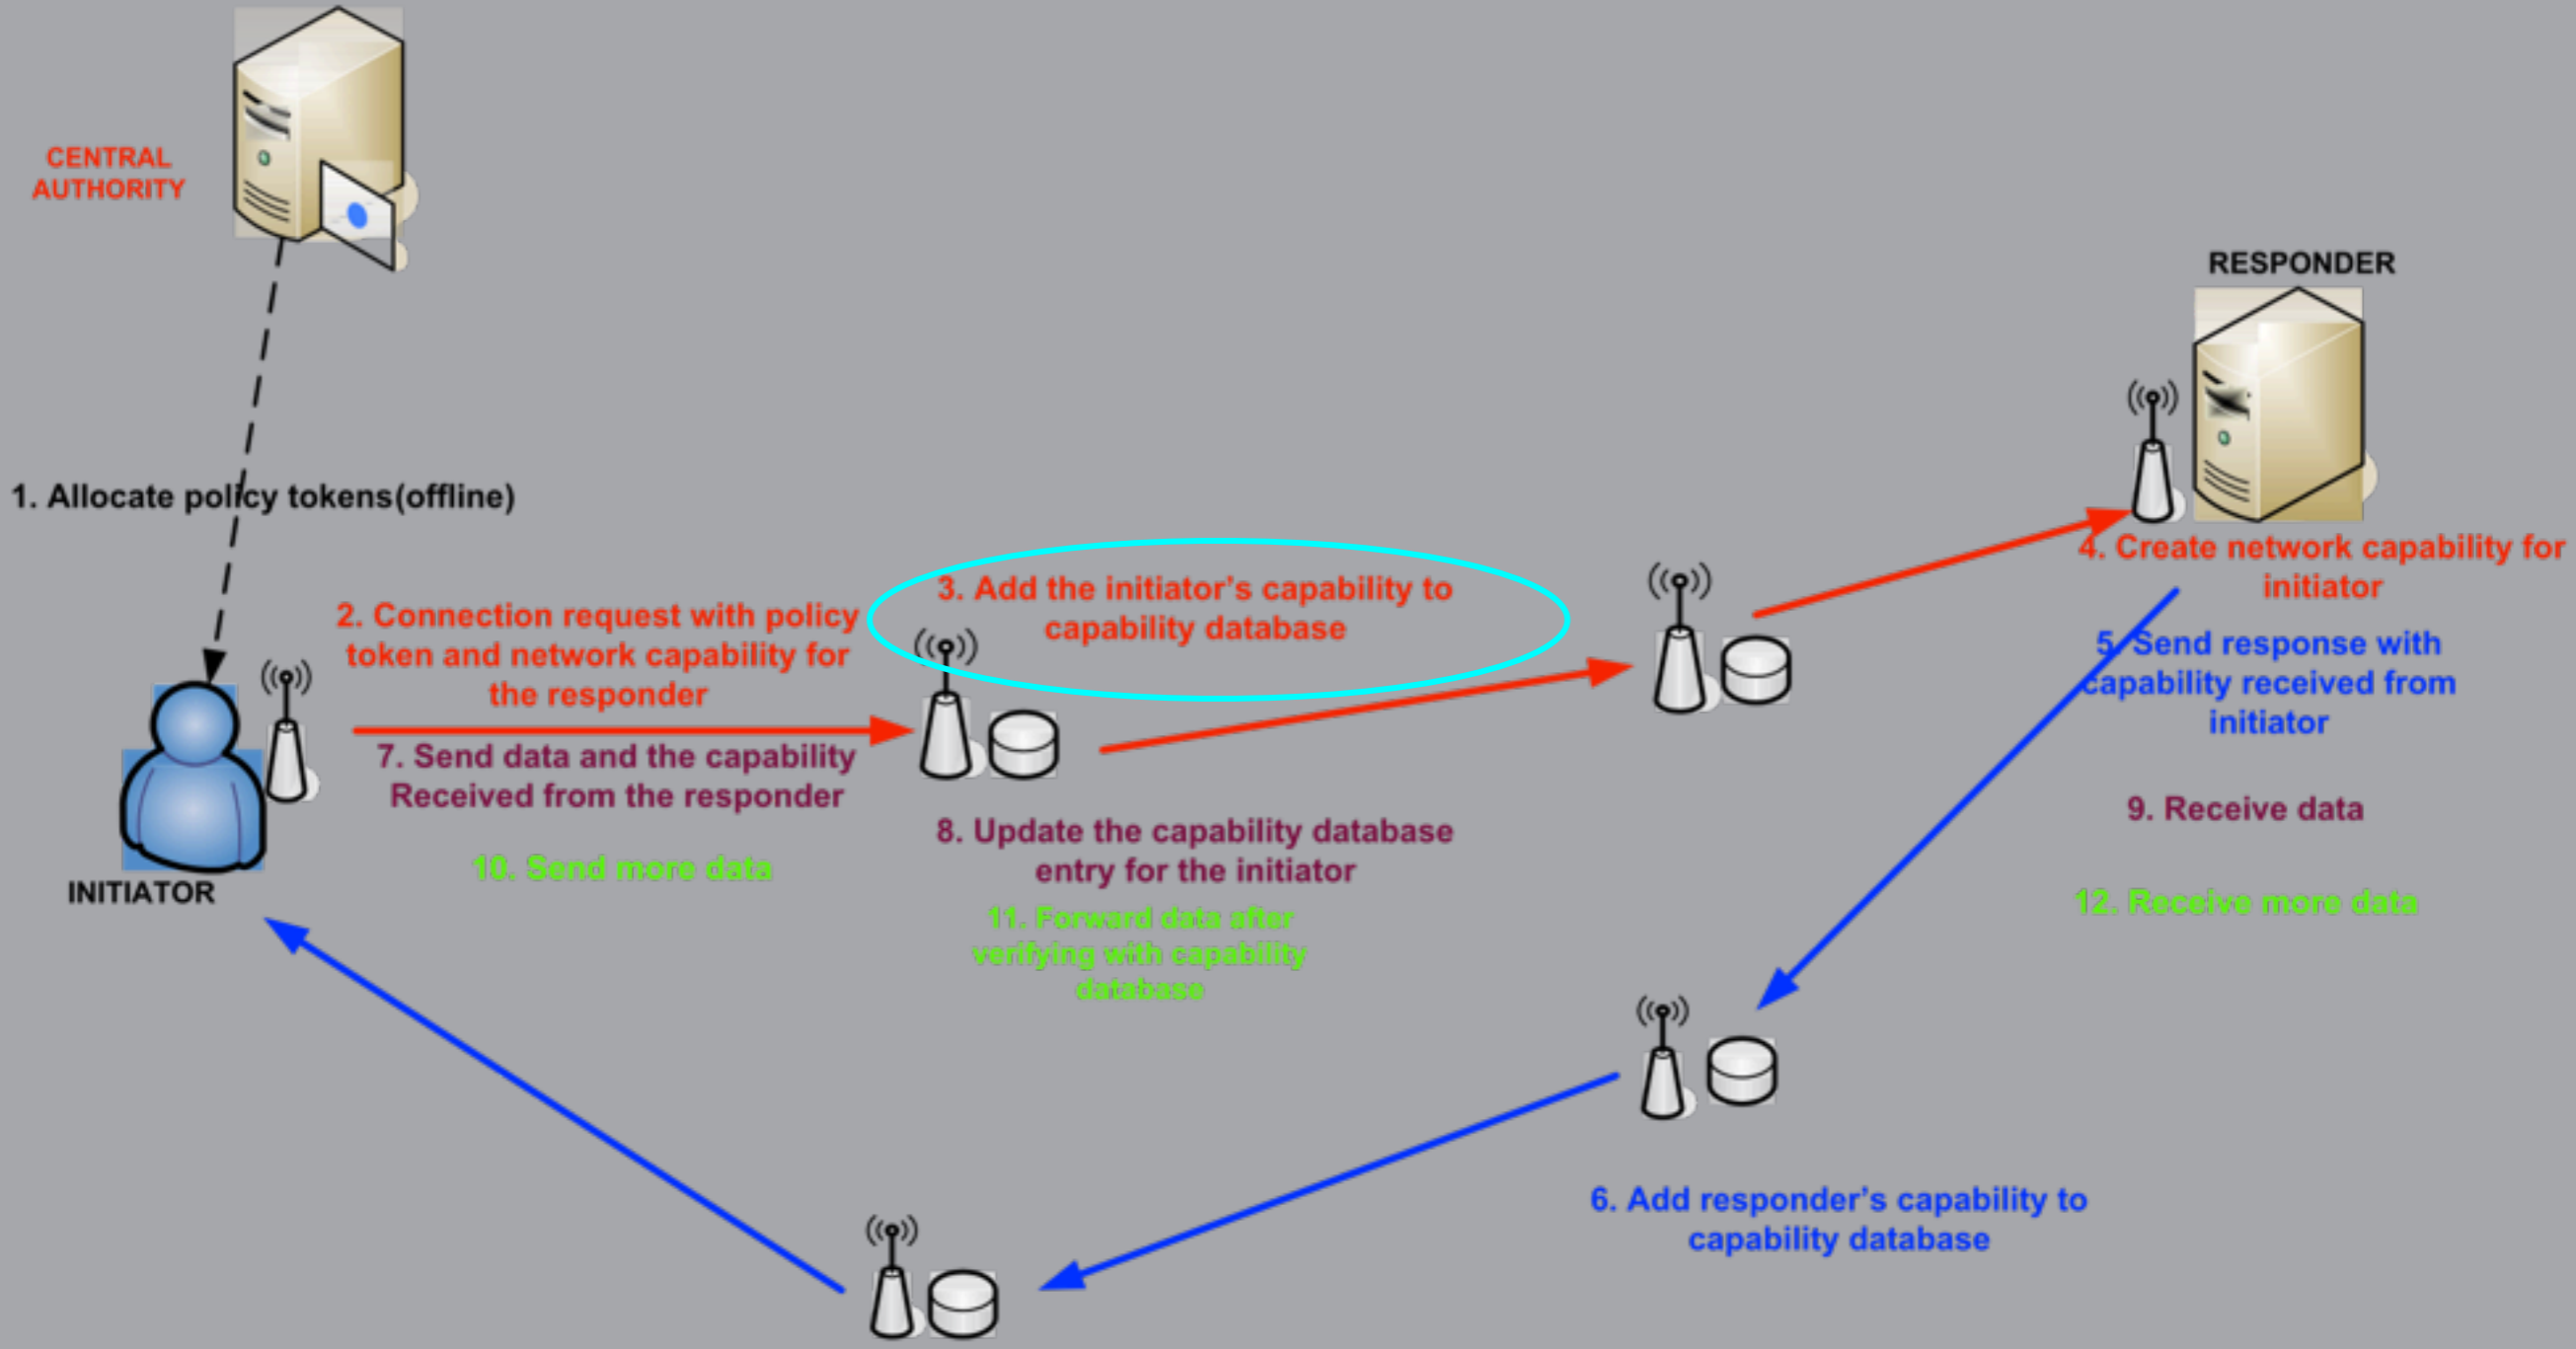 CENTRAL
AUTHORITY
RESPONDER
1. Allocate policy tokens(offline)
2. Connection request with policy
token and network capability for
the responder
3. Add the initiator's capability to
capability database
4. Create network capability for
initiator
5. Send response with
capability received from
initiator
7. Send data and the capability
Received from the responder
8. Update the capability database
entry for the initiator
9. Receive data
10. Send more data
INITIATOR
11. Forward data after
verifying with capability
database
12. Receive more data
6. Add responder's capability to
capability database